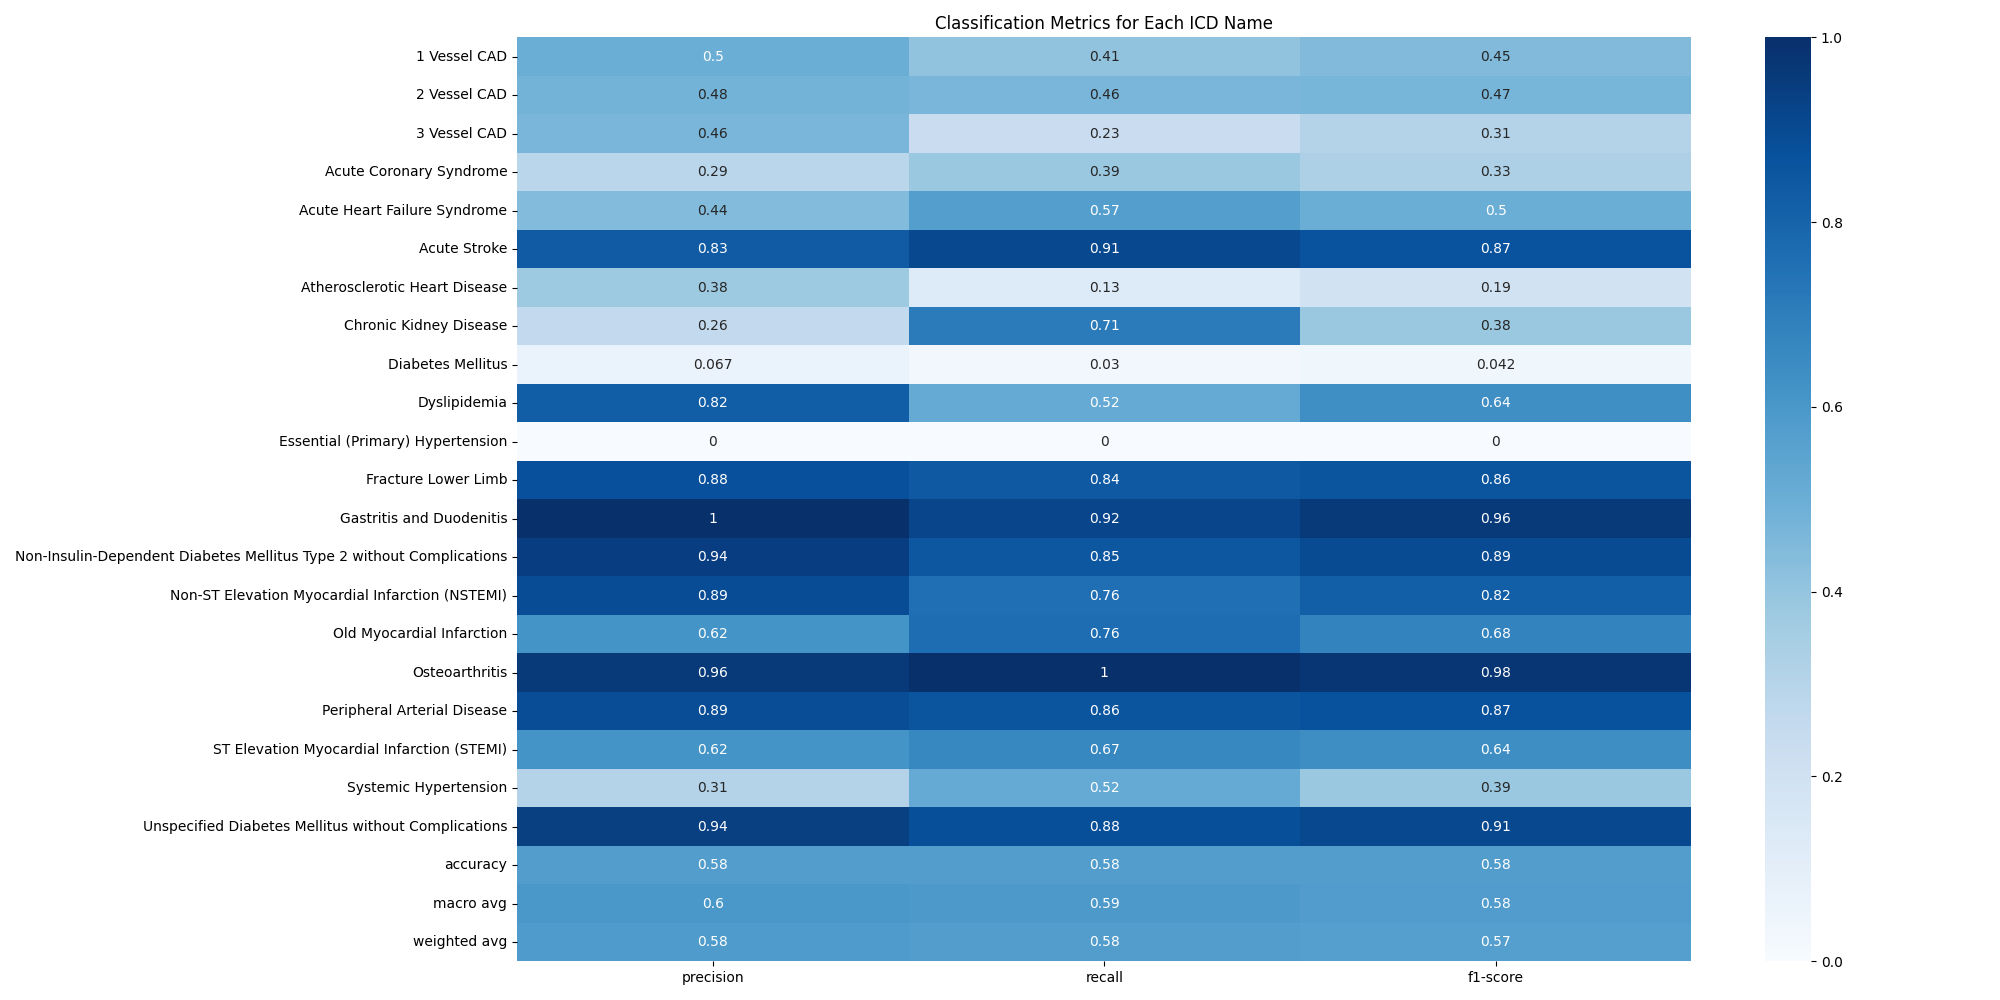 Classification Metrics for Each ICD Name
1 Vessel CAD 0.5 0.41 0.45
2 Vessel CAD 0.48 0.46 0.47
3 Vessel CAD 0.46 0.23 0.31
Acute Coronary Syndrome 0.29 0.39 0.33
Acute Heart Failure Syndrome 0.44 0.57 0.5
Acute Stroke 0.83 0.91 0.87
Atherosclerotic Heart Disease 0.38 0.13 0.19
Chronic Kidney Disease 0.26 0.71 0.38
Diabetes Mellitus 0.067 0.03 0.042
Dyslipidemia 0.82 0.52 0.64
Essential (Primary) Hypertension 0 0 0
Fracture Lower Limb 0.88 0.84 0.86
Gastritis and Duodenitis 1 0.92 0.96
Non-Insulin-Dependent Diabetes Mellitus Type 2 without Complications 0.94 0.85 0.89
Non-ST Elevation Myocardial Infarction (NSTEMI) 0.89 0.76 0.82
Old Myocardial Infarction 0.62 0.76 0.68
Osteoarthritis 0.96 1 0.98
Peripheral Arterial Disease 0.89 0.86 0.87
ST Elevation Myocardial Infarction (STEMI) 0.62 0.67 0.64
Systemic Hypertension 0.31 0.52 0.39
Unspecified Diabetes Mellitus without Complications 0.94 0.88 0.91
accuracy 0.58 0.58 0.58
macro avg 0.6 0.59 0.58
weighted avg 0.58 0.58 0.57
precision recall f1-score
1.0
0.8
0.6
0.4
0.2
0.0